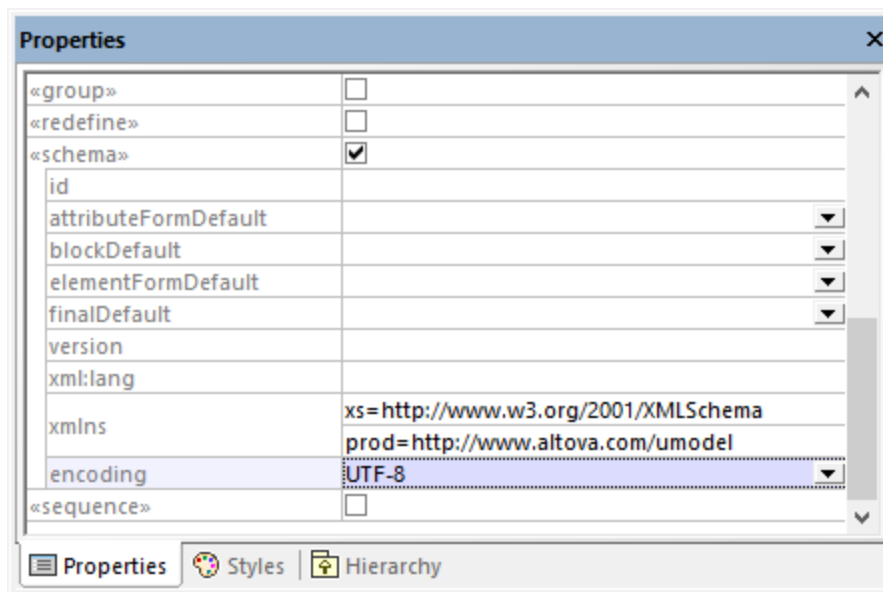 Properties
«group»
«redefine»
«schema»
id
attributeFormDefault
blockDefault
elementFormDefault
finalDefault
version
xml:lang
xmlns
xs=http://www.w3.org/2001/XMLSchema
prod=http://www.altova.com/umodel
encoding UTF-8
«sequence»
Properties Styles Hierarchy